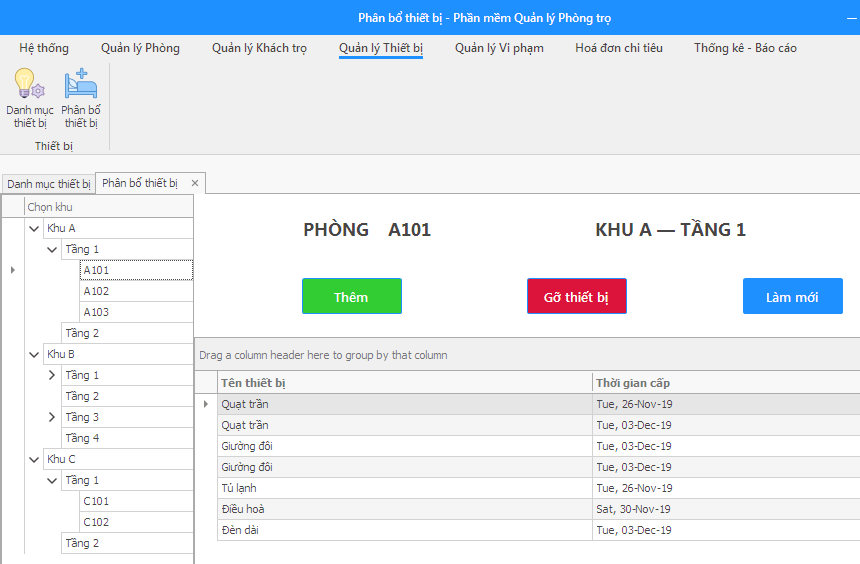 Phân bổ thiết bị - Phần mềm Quản lý Phòng trọ
Hệ thống Quản lý Phòng Quản lý Khách trọ Quản lý Thiết bị Quản lý Vi phạm Hoá đơn chi tiêu Thống kê - Báo cáo
Danh mục thiết bị
Phân bổ thiết bị
Thiết bị
Danh mục thiết bị Phân bổ thiết bị
Chọn khu
Khu A
Tầng 1
A101
A102
A103
Tầng 2
Khu B
Tầng 1
Tầng 2
Tầng 3
Tầng 4
Khu C
Tầng 1
C101
C102
Tầng 2
PHÒNG A101 KHU A — TẦNG 1
Thêm Gỡ thiết bị Làm mới
Drag a column header here to group by that column
Tên thiết bị Thời gian cấp
Quạt trần Tue, 26-Nov-19
Quạt trần Tue, 03-Dec-19
Giường đôi Tue, 03-Dec-19
Giường đôi Tue, 03-Dec-19
Tủ lạnh Tue, 26-Nov-19
Điều hoà Sat, 30-Nov-19
Đèn dài Tue, 03-Dec-19